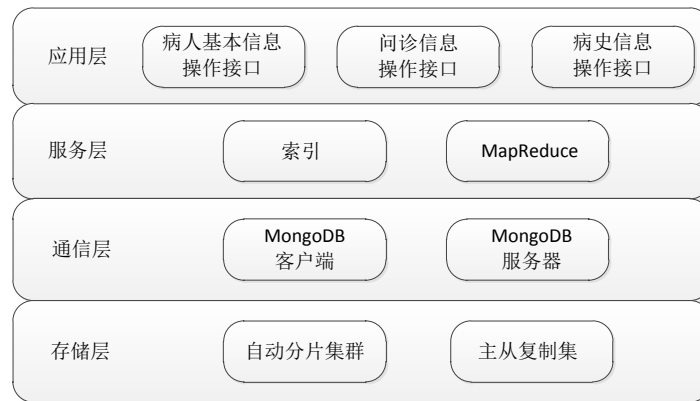 应用层
病人基本信息
操作接口
问诊信息
操作接口
病史信息
操作接口
服务层
索引
MapReduce
通信层
MongoDB
客户端
MongoDB
服务器
存储层
自动分片集群
主从复制集